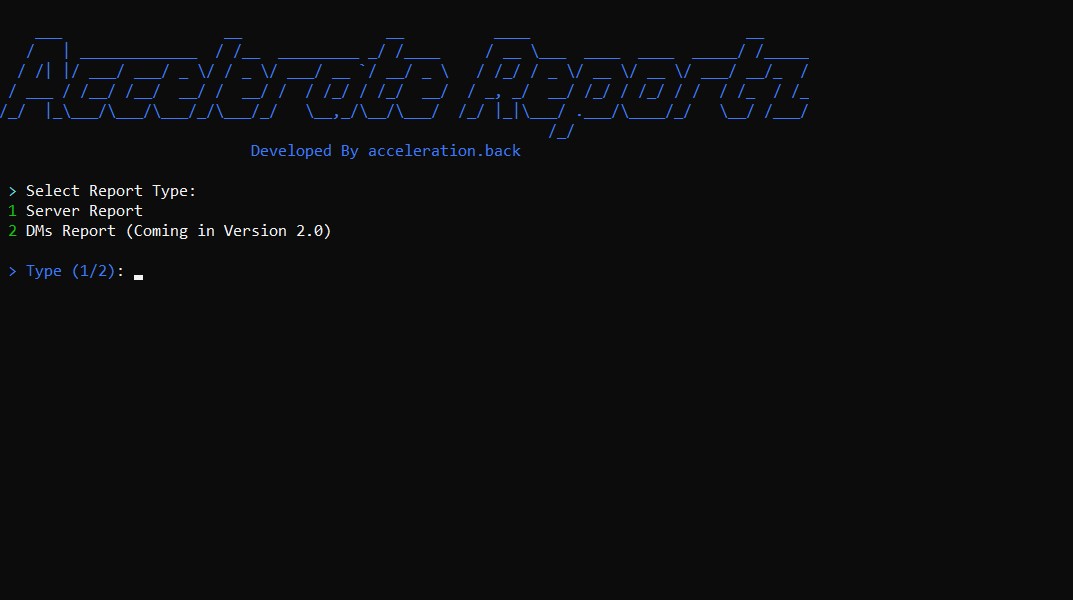 Accelerate Reports
Developed By acceleration.back
> Select Report Type:
1 Server Report
2 DMs Report (Coming in Version 2.0)
> Type (1/2):